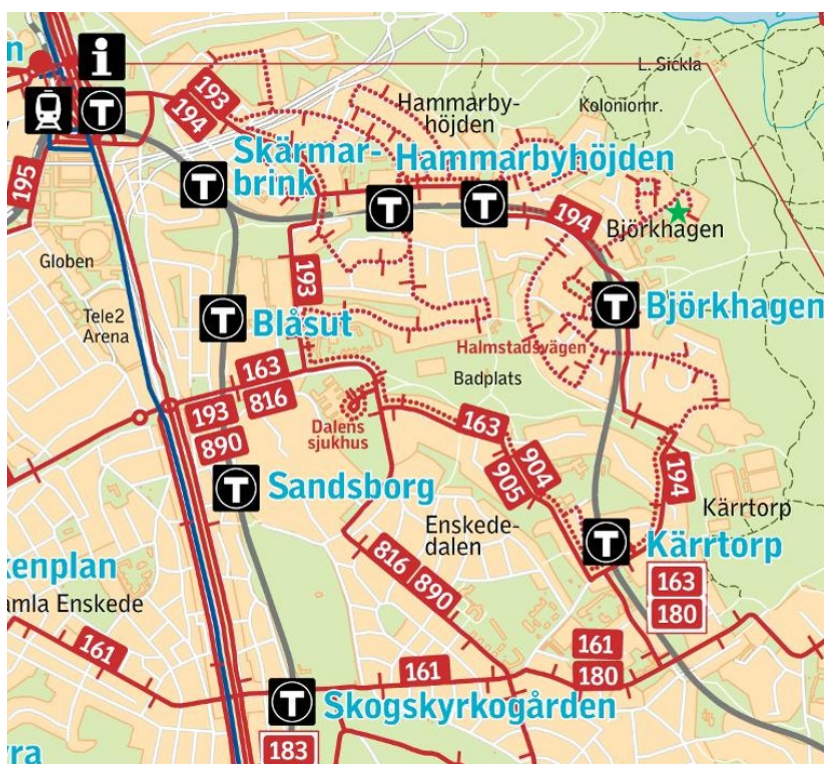 n
i
T
193
194
Hammarby-
höjden
L. Sickla
Koloniomr.
195
T
Skärmar-
brink
Hammarbyhöjden
T
T
194
Björkhagen
Globen
193
Tele2
Arena
T
Blåsut
T
Björkhagen
Halmstadsvägen
Badplats
163
193
816
890
Dalens
sjukhus
163
904
905
194
T
Sandsborg
Enskede-
dalen
Kärrtorp
T
Kärrtorp
kenplan
amla Enskede
816
890
163
180
161
161
161
180
T
Skogskyrkogården
183
yra